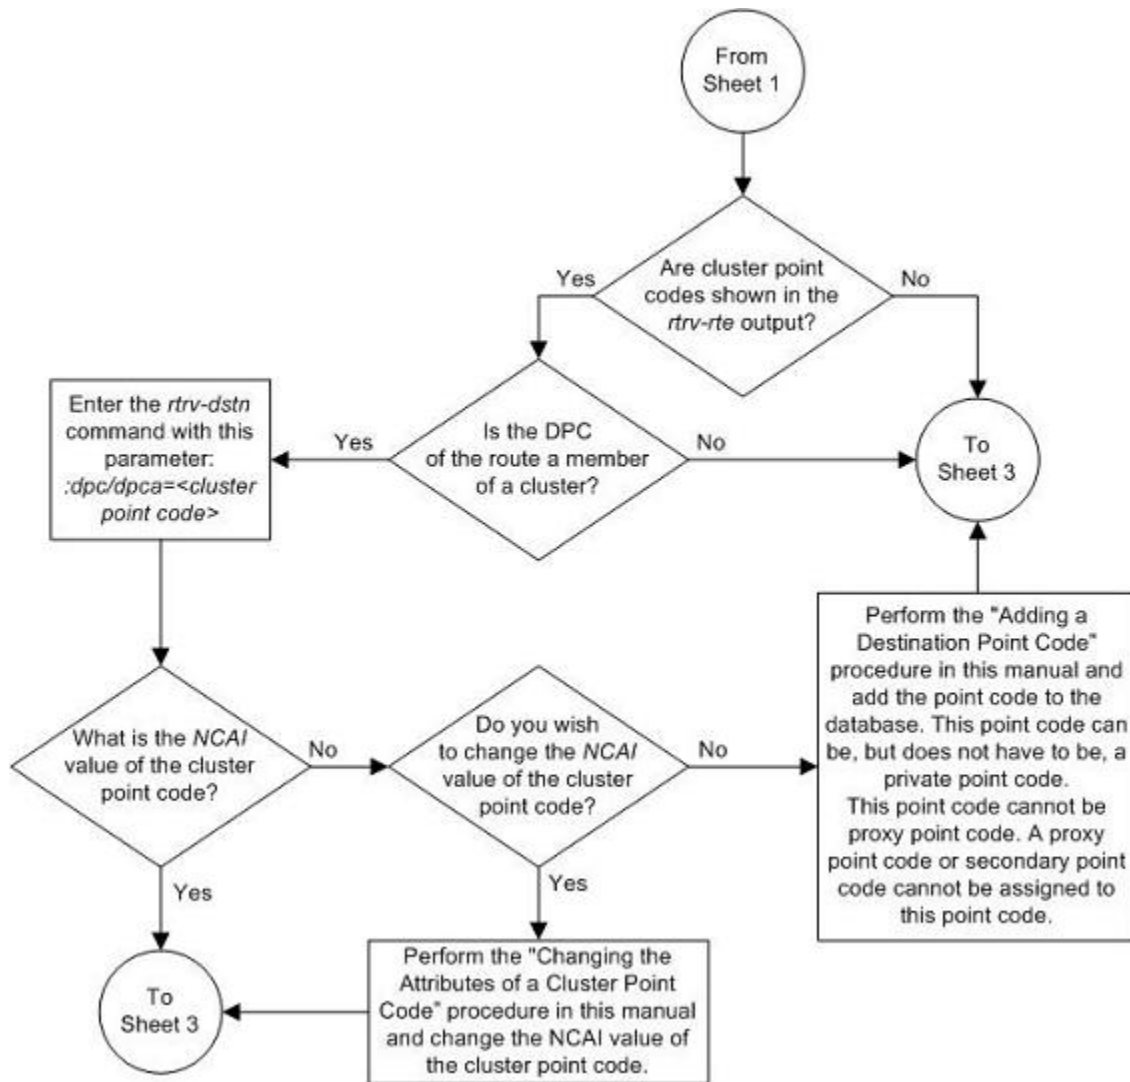 From
Sheet 1
Are cluster point
codes shown in the
rtrv-rte output?
Yes
No
Enter the rtrv-dstn
command with this
parameter:
:dpc/dpca=<cluster
point code>
Yes
Is the DPC
of the route a member
of a cluster?
No
To
Sheet 3
What is the NCAI
value of the cluster
point code?
No
Do you wish
to change the NCAI
value of the cluster
point code?
No
Perform the "Adding a
Destination Point Code"
procedure in this manual and
add the point code to the
database. This point code can
be, but does not have to be, a
private point code.
This point code cannot be
proxy point code. A proxy
point code or secondary point
code cannot be assigned to
this point code.
Yes
Yes
To
Sheet 3
Perform the "Changing the
Attributes of a Cluster Point
Code" procedure in this manual
and change the NCAI value of
the cluster point code.